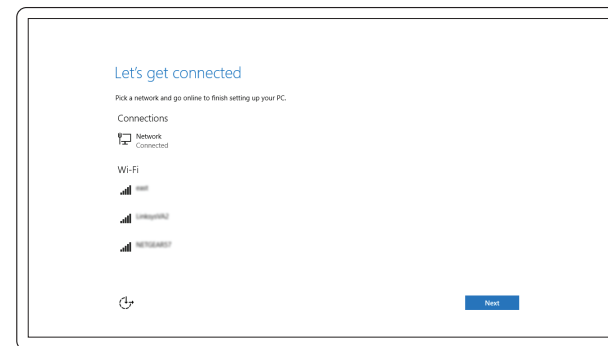 Let's get connected
Pick a network and go online to finish setting up your PC.
Connections
Network
Connected
Wi-Fi
Next